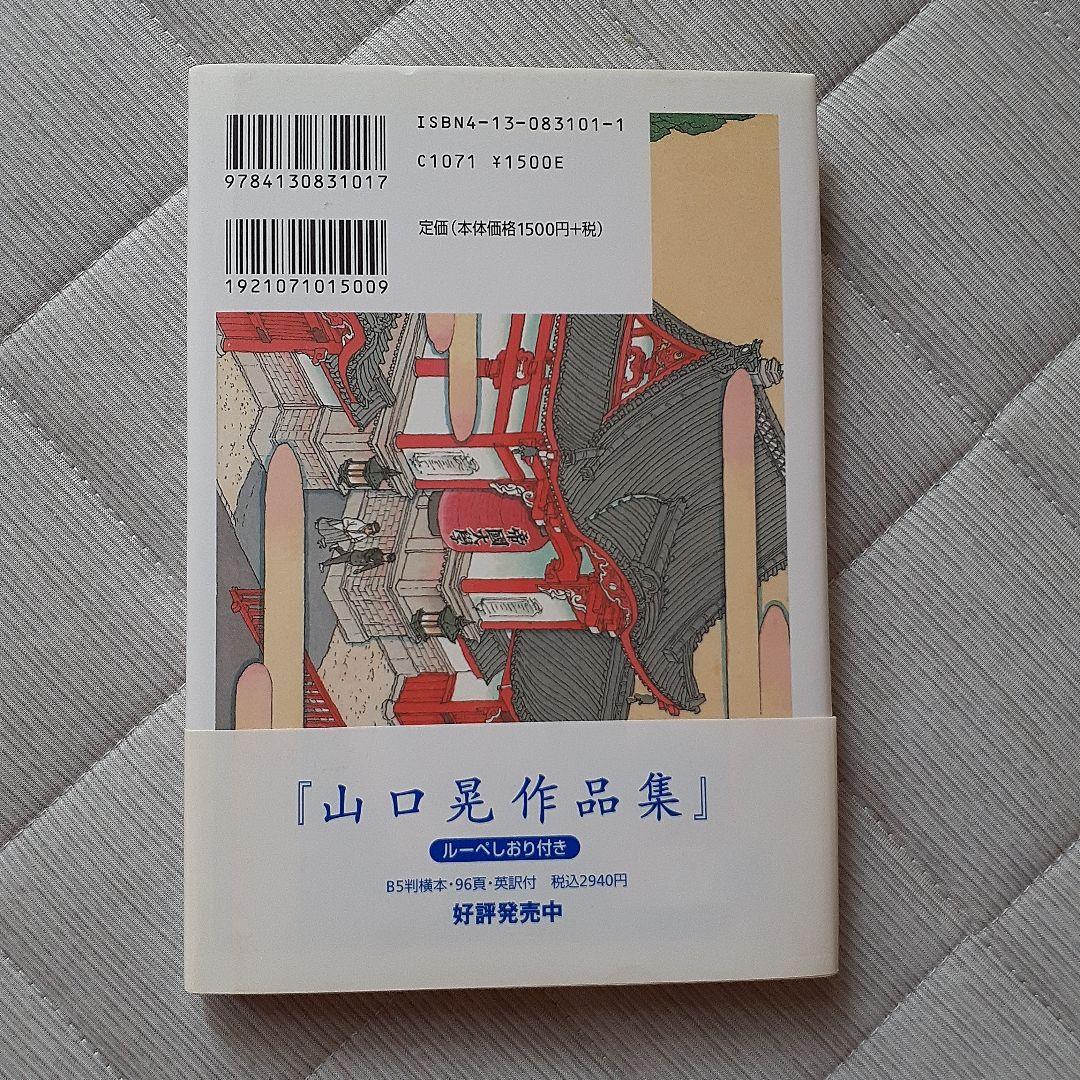 ISBN4-13-083101-1
C1071 ¥1500E
9784130831017
定価(本体価格1500円+税)
1921071015009
帝國大学
『山口晃作品集』
ルーペしおり付き
B5判横本・96頁・英訳付 税込2940円
好評発売中